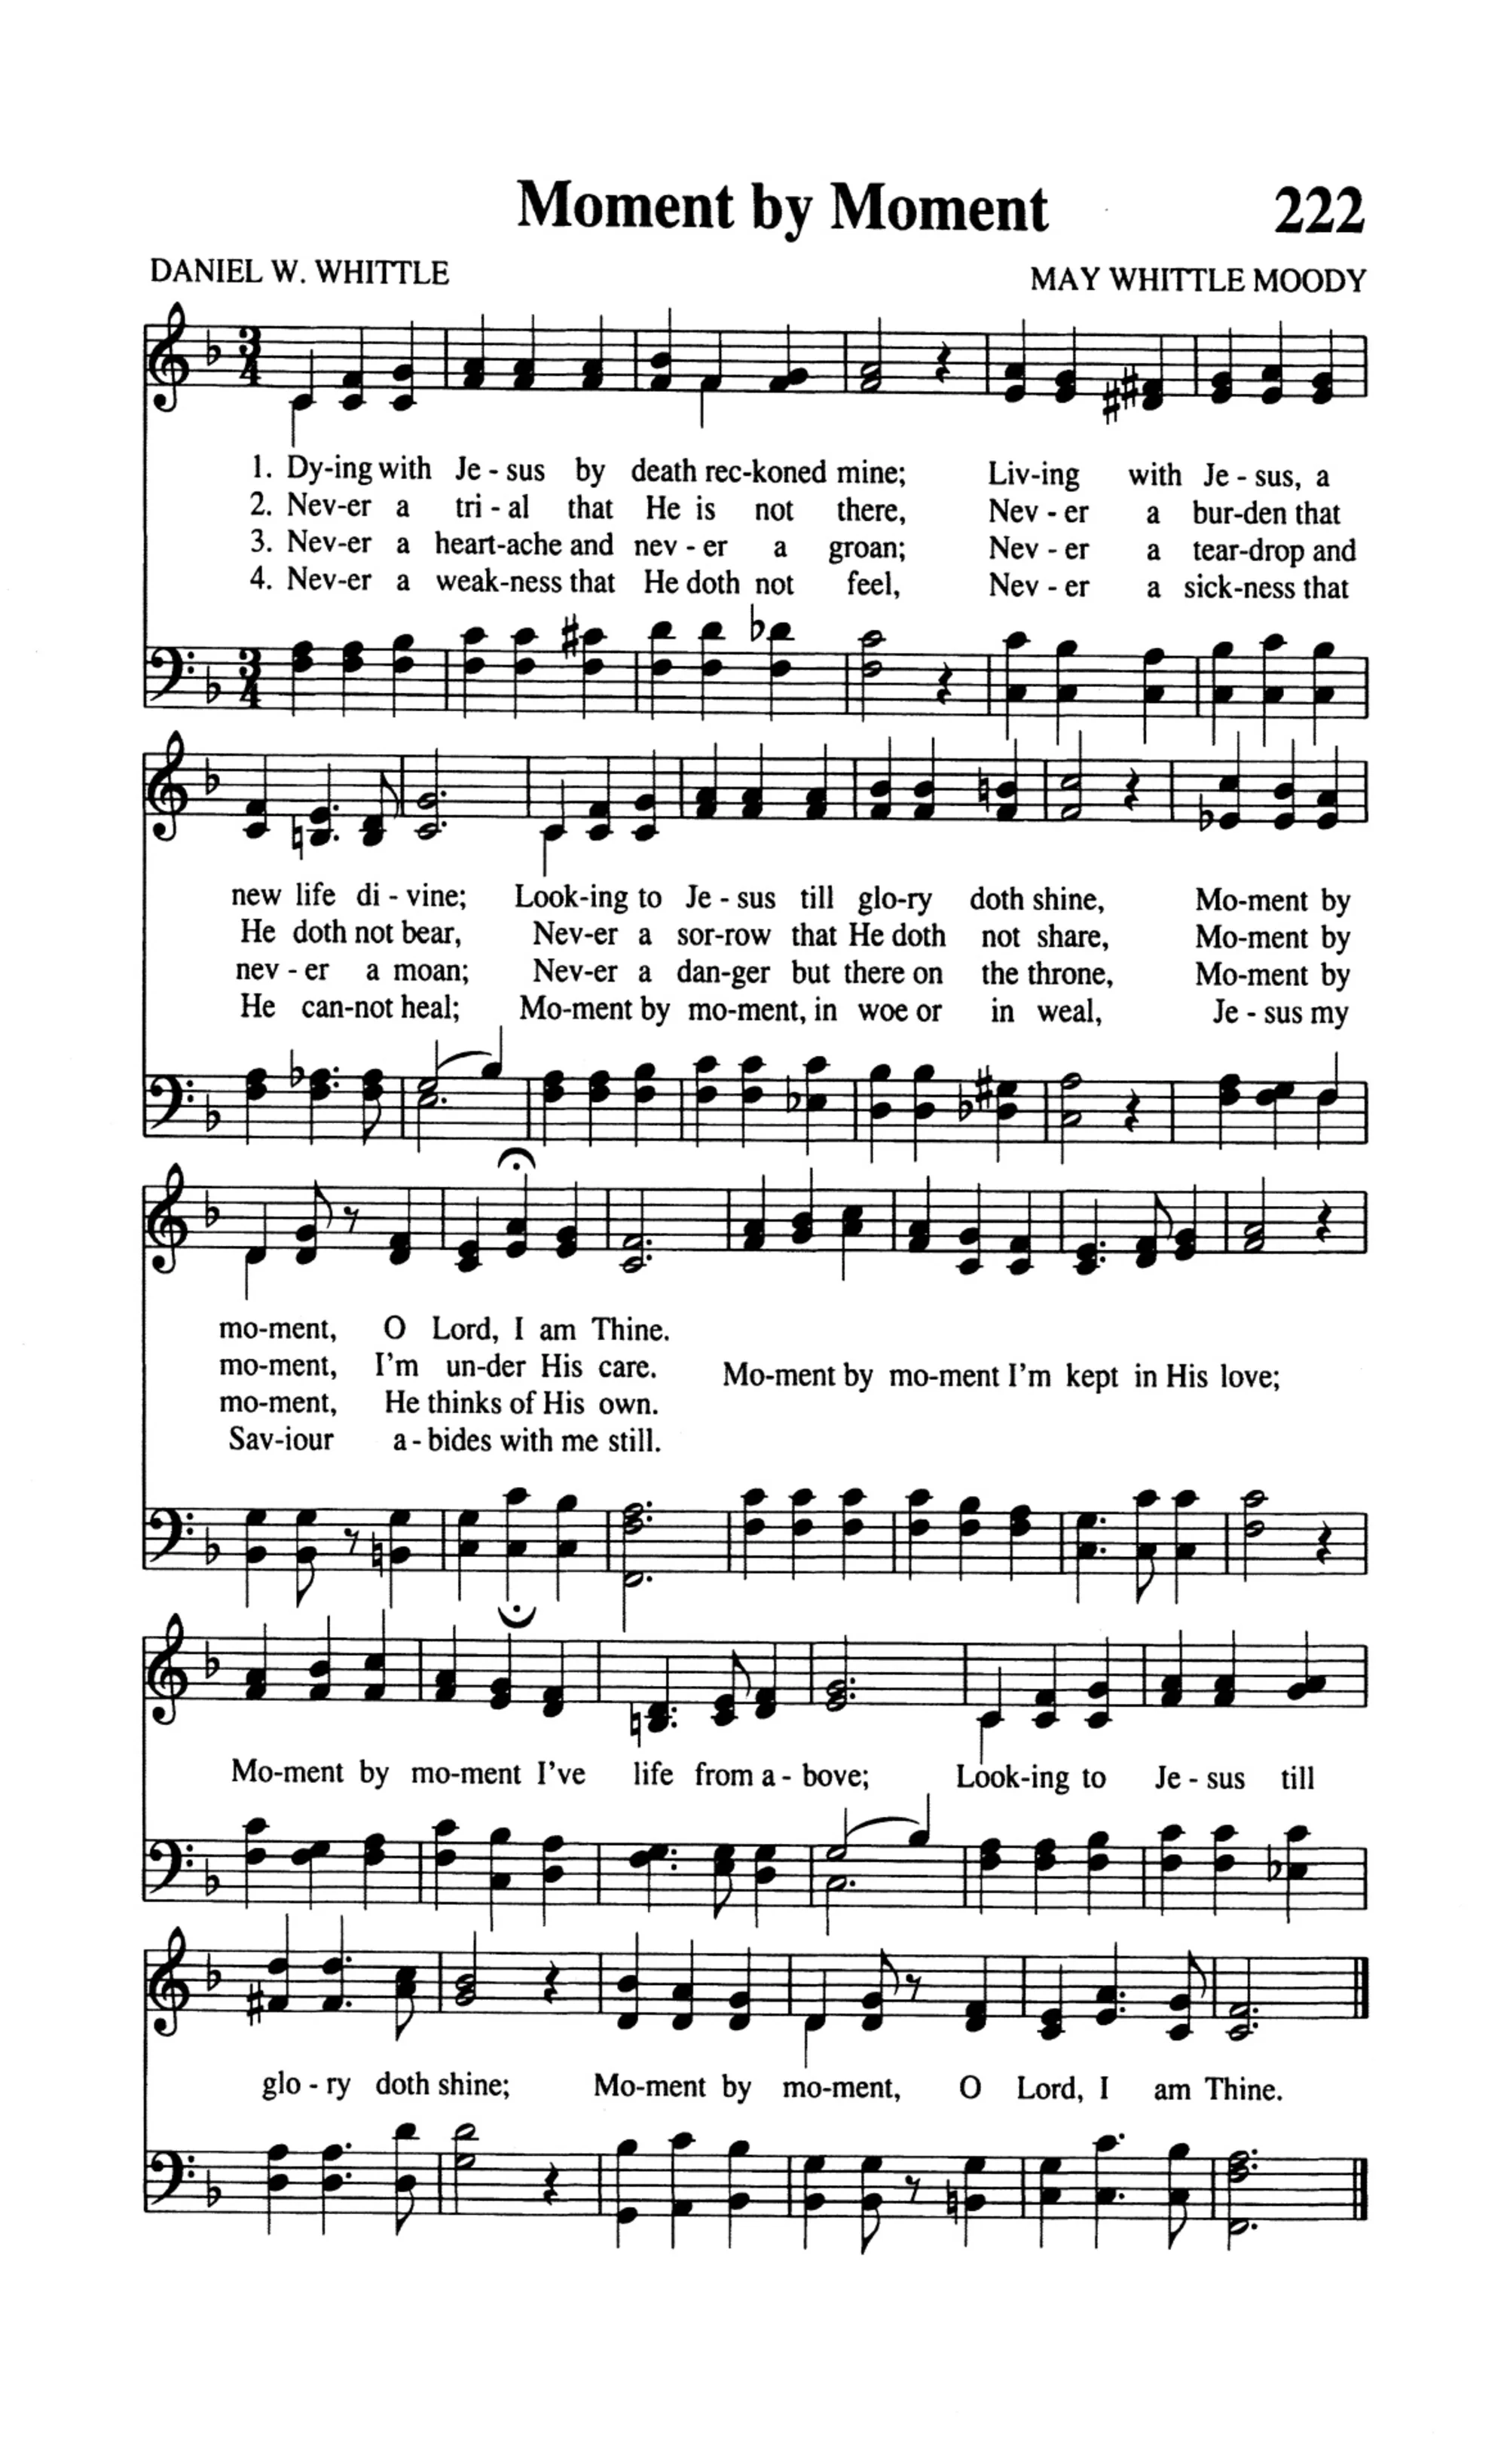 Moment by Moment 222
DANIEL W. WHITTLE MAY WHITTLE MOODY
1. Dy-ing with Je - sus by death rec-koned mine; Liv-ing with Je - sus, a
2. Nev-er a tri - al that He is not there, Nev - er a bur-den that
3. Nev-er a heart-ache and nev - er a groan; Nev - er a tear-drop and
4. Nev-er a weak-ness that He doth not feel, Nev - er a sick-ness that
new life di - vine; Look-ing to Je - sus till glo-ry doth shine, Mo-ment by
He doth not bear, Nev-er a sor-row that He doth not share, Mo-ment by
nev - er a moan; Nev-er a dan-ger but there on the throne, Mo-ment by
He can-not heal; Mo-ment by mo-ment, in woe or in weal, Je - sus my
mo-ment, O Lord, I am Thine.
mo-ment, I'm un-der His care. Mo-ment by mo-ment I'm kept in His love;
mo-ment, He thinks of His own.
Sav-iour a - bides with me still.
Mo-ment by mo-ment I've life from a - bove; Look-ing to Je - sus till
glo - ry doth shine; Mo-ment by mo-ment, O Lord, I am Thine.